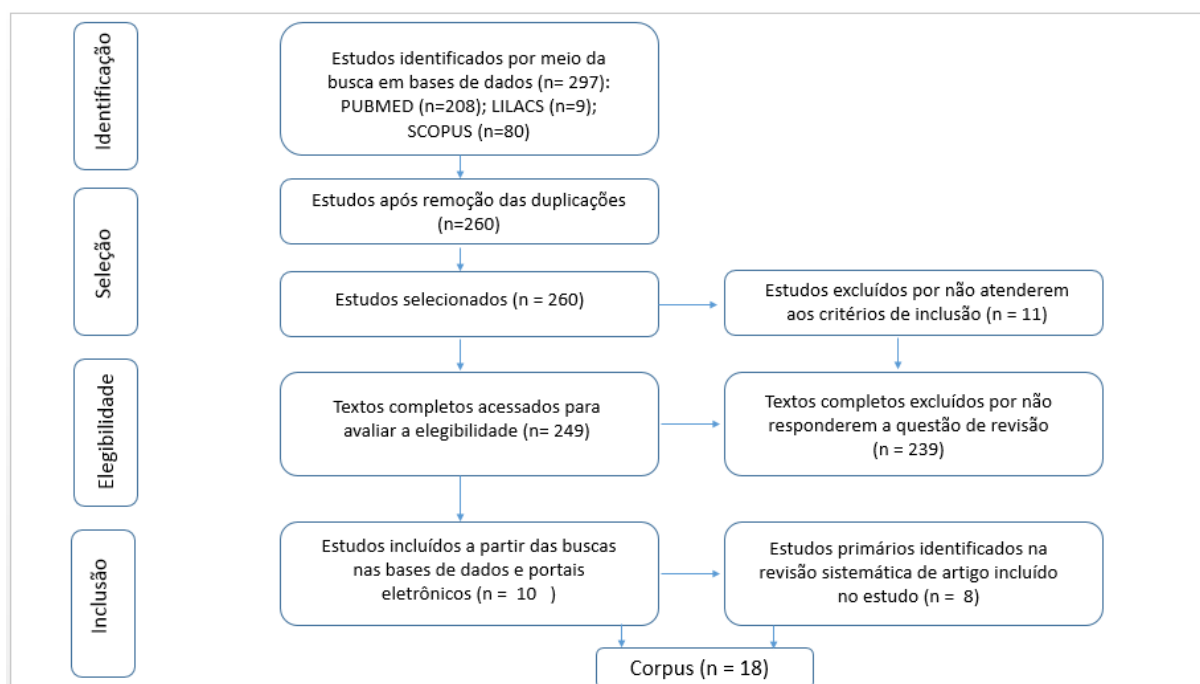 Identificação
Estudos identificados por meio da
busca em bases de dados (n= 297):
PUBMED (n=208); LILACS (n=9);
SCOPUS (n=80)
Seleção
Estudos após remoção das duplicações
(n=260)
Estudos selecionados (n = 260)
Estudos excluídos por não atenderem
aos critérios de inclusão (n = 11)
Elegibilidade
Textos completos acessados para
avaliar a elegibilidade (n= 249)
Textos completos excluídos por não
responderem a questão de revisão
(n = 239)
Inclusão
Estudos incluídos a partir das buscas
nas bases de dados e portais
eletrônicos (n =  10   )
Estudos primários identificados na
revisão sistemática de artigo incluído
no estudo (n =  8)
Corpus (n = 18)